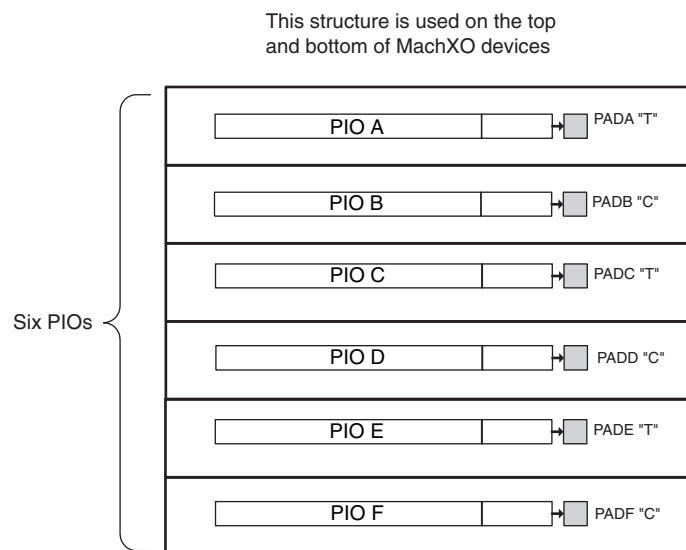 This structure is used on the top
and bottom of MachXO devices
PIO A
PADA "T"
PIO B
PADB "C"
PIO C
PADC "T"
Six PIOs
PIO D
PADD "C"
PIO E
PADE "T"
PIO F
PADF "C"